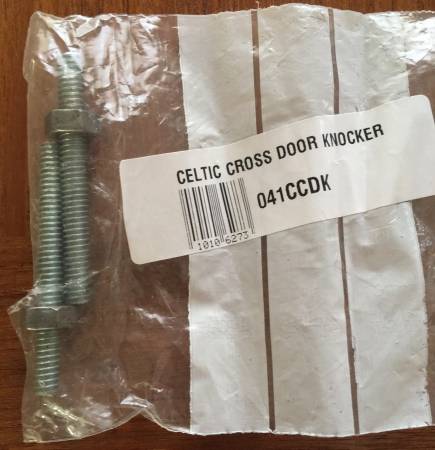 CELTIC CROSS DOOR KNOCKER
041CCDK
1010 6273